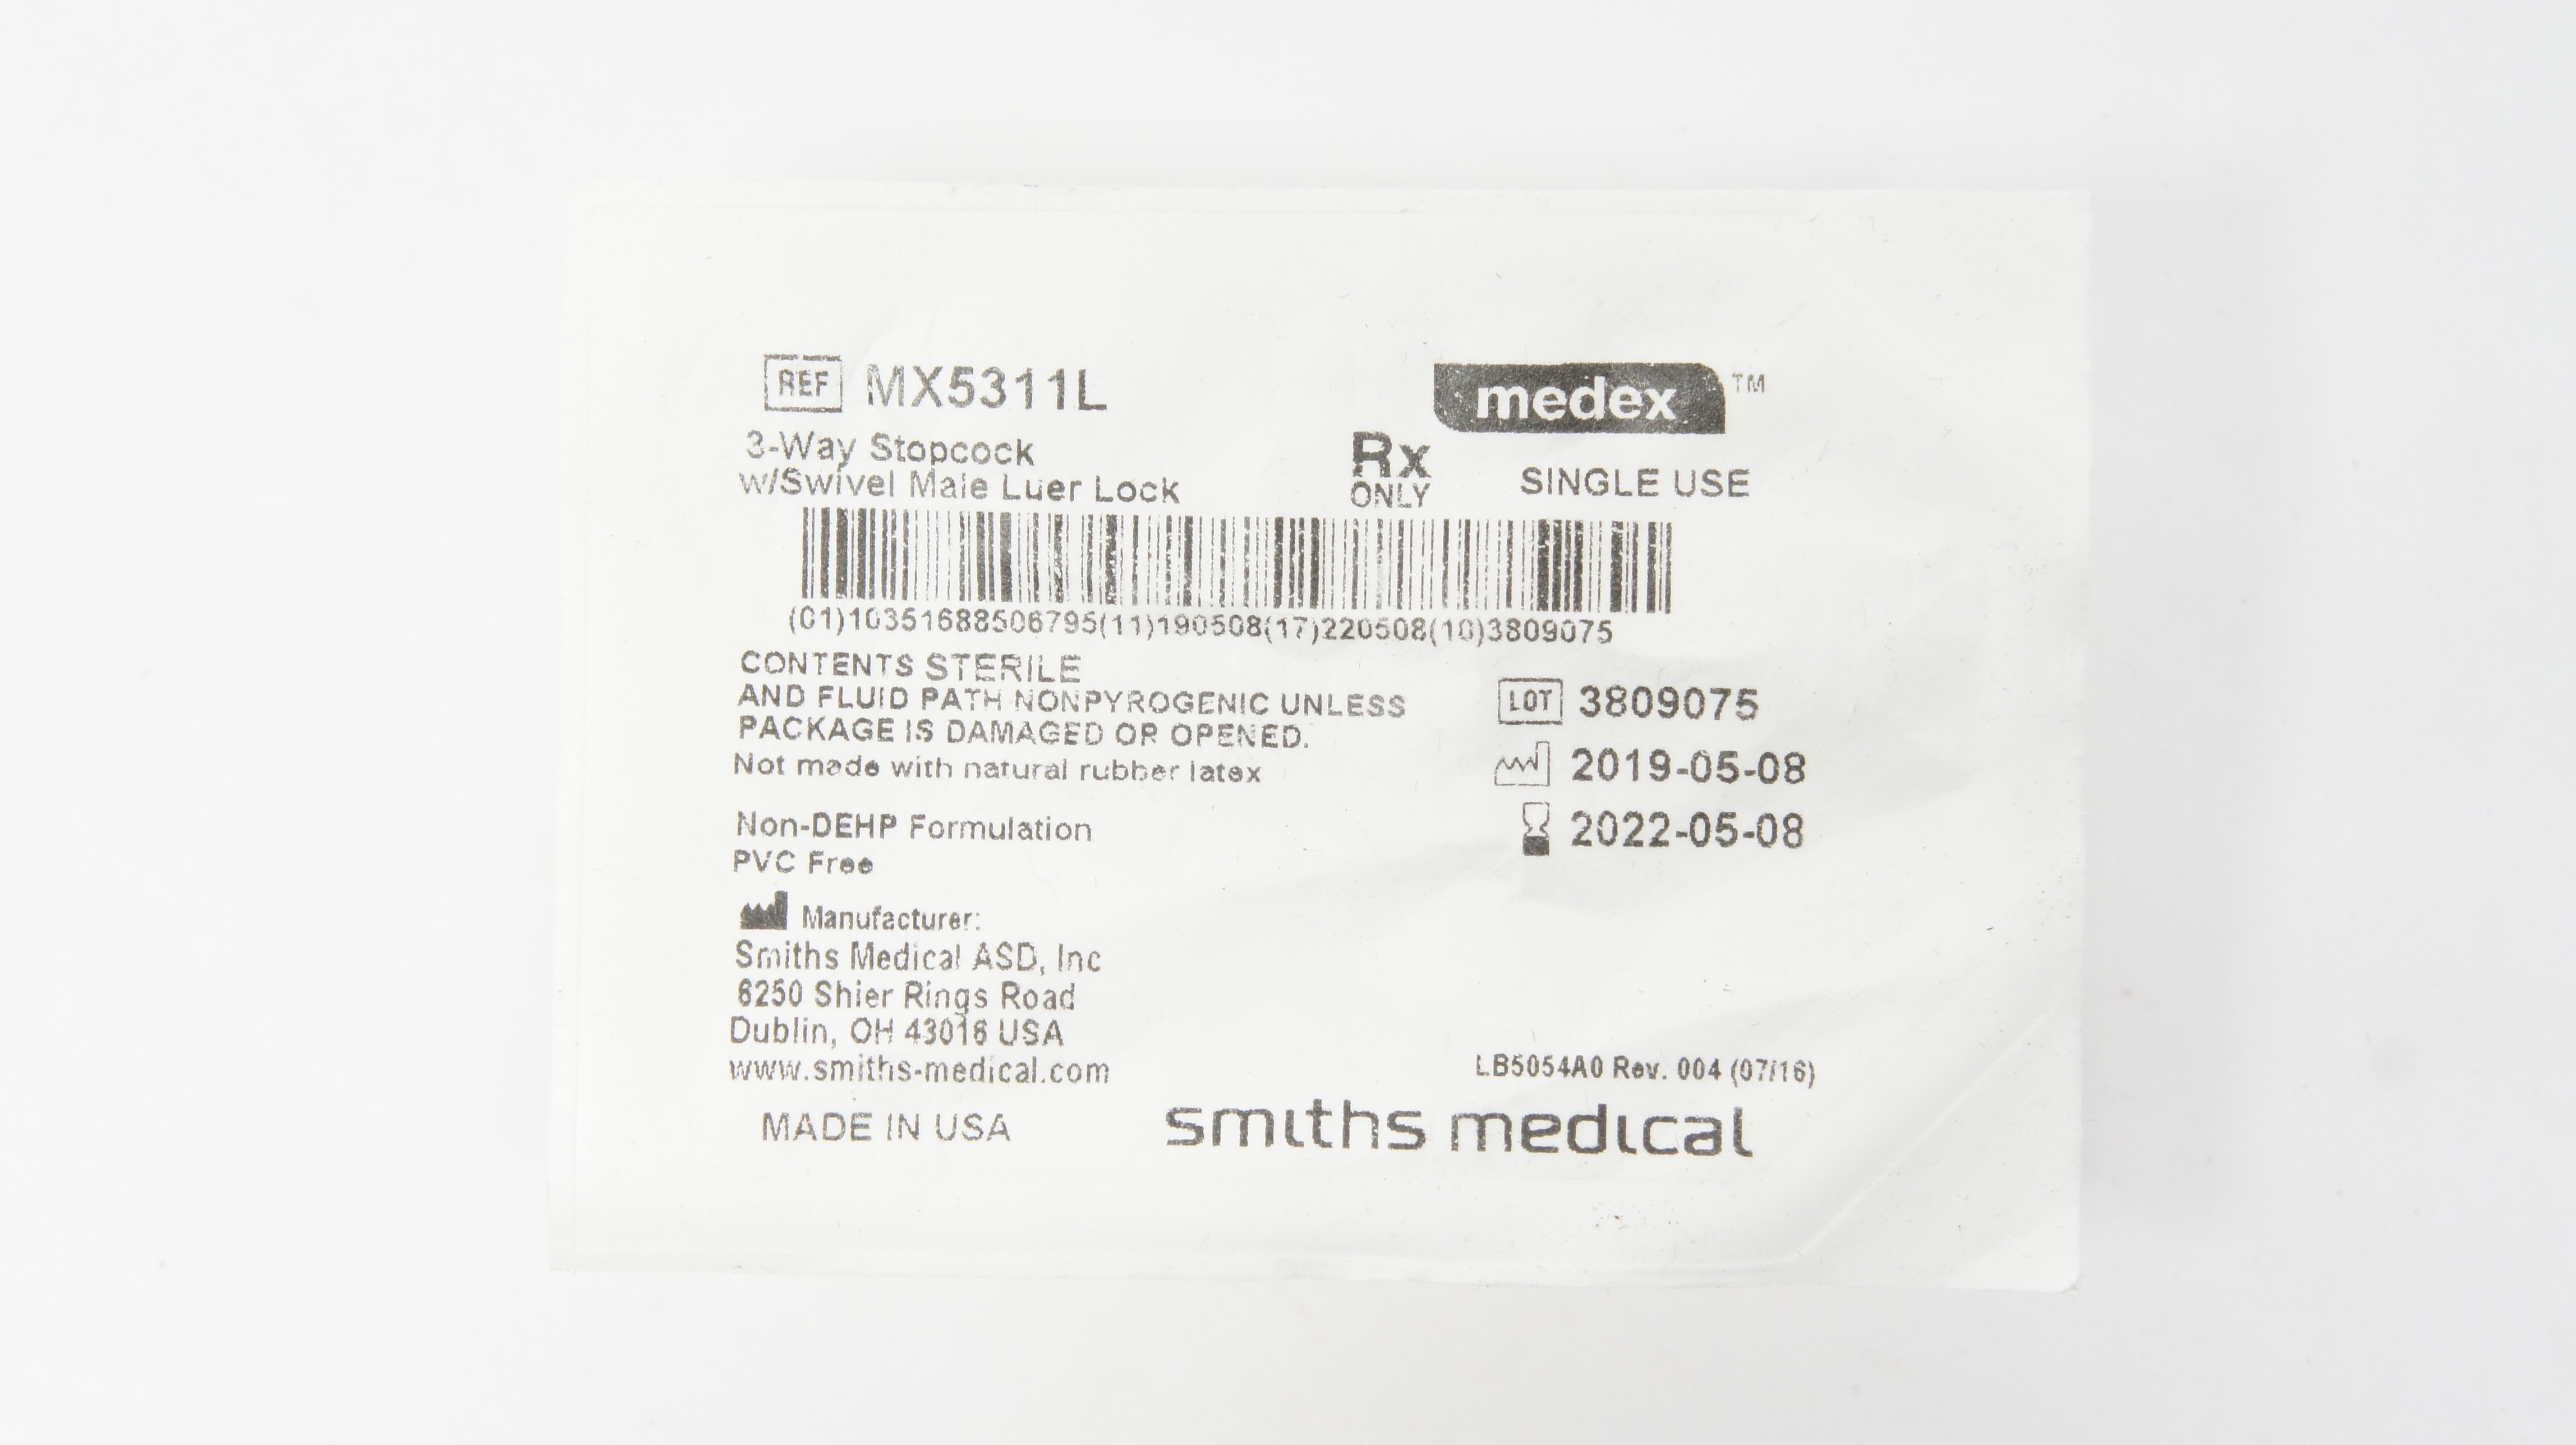 REF MX5311L
medex TM
3-Way Stopcock
w/Swivel Male Luer Lock
Rx
ONLY
SINGLE USE
(01)10351688506795(11)190508(17)220508(10)3809075
CONTENTS STERILE
AND FLUID PATH NONPYROGENIC UNLESS
PACKAGE IS DAMAGED OR OPENED.
Not made with natural rubber latex
LOT 3809075
2019-05-08
2022-05-08
Non-DEHP Formulation
PVC Free
Manufacturer:
Smiths Medical ASD, Inc
6250 Shier Rings Road
Dublin, OH 43016 USA
www.smiths-medical.com
LB5054A0 Rev. 004 (07/16)
MADE IN USA
smiths medical